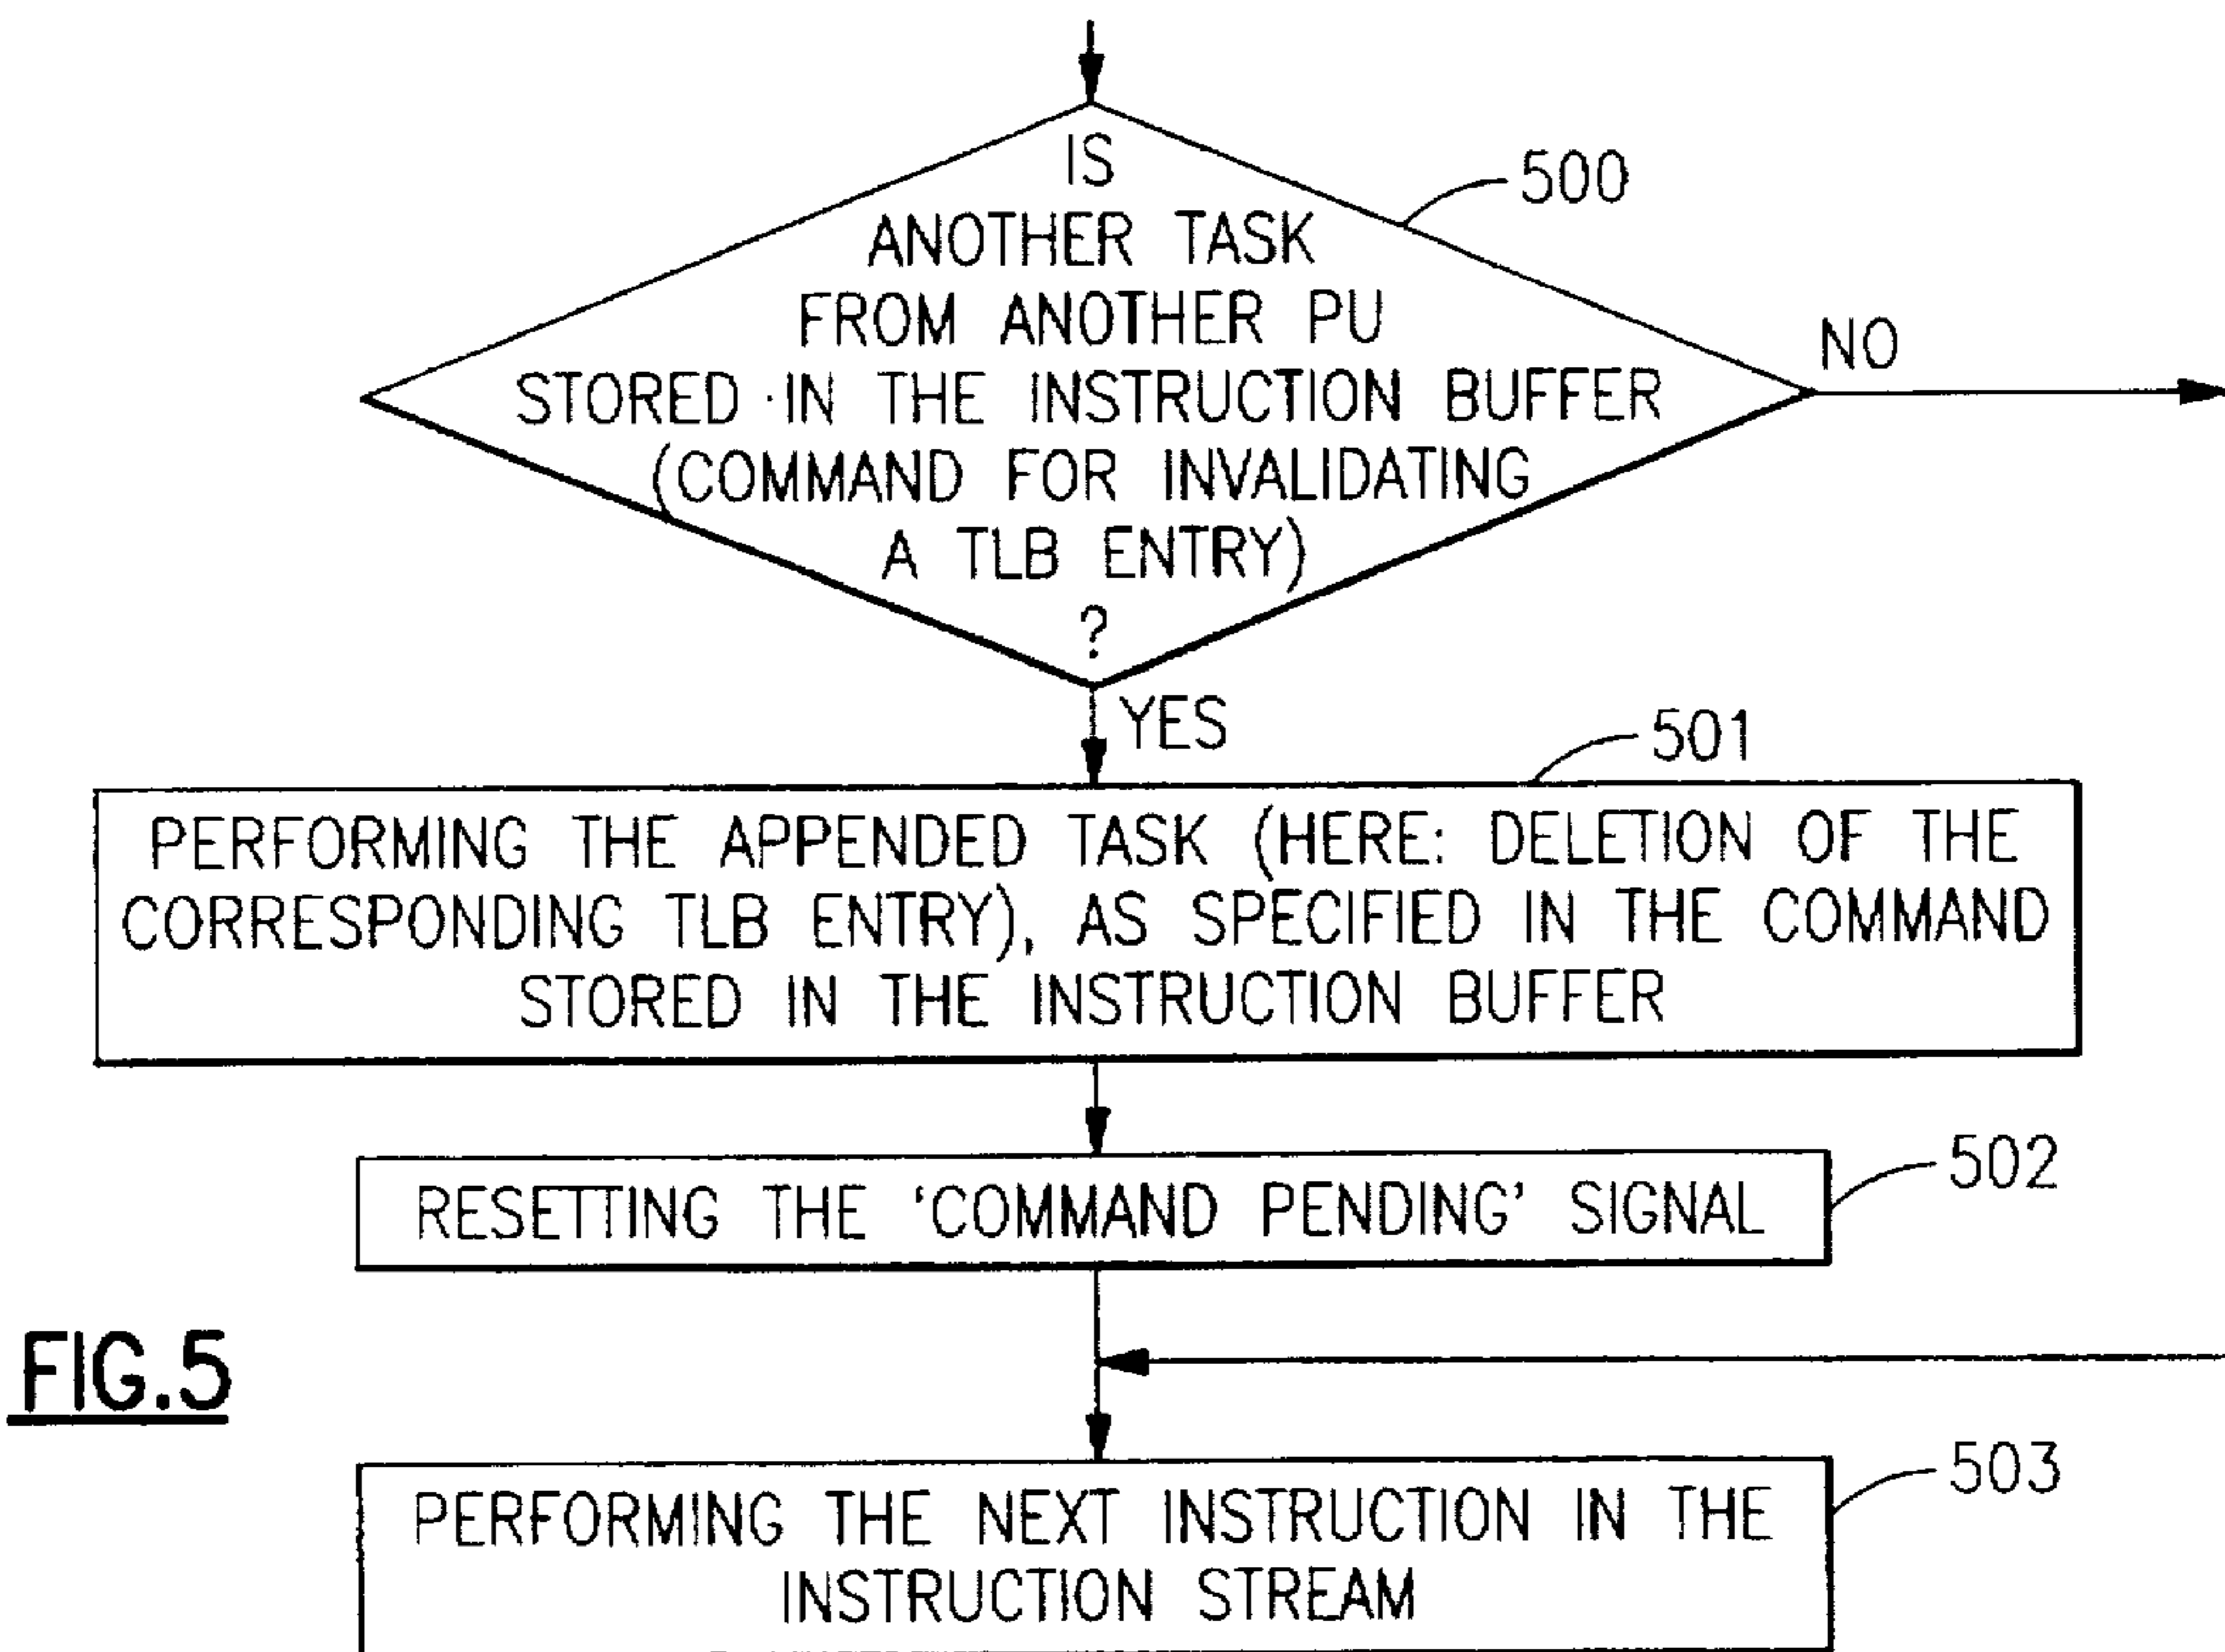 IS
ANOTHER TASK
FROM ANOTHER PU
STORED IN THE INSTRUCTION BUFFER
(COMMAND FOR INVALIDATING
A TLB ENTRY)
?
500
NO
YES
501
PERFORMING THE APPENDED TASK (HERE: DELETION OF THE
CORRESPONDING TLB ENTRY), AS SPECIFIED IN THE COMMAND
STORED IN THE INSTRUCTION BUFFER
502
RESETTING THE 'COMMAND PENDING' SIGNAL
FIG.5
503
PERFORMING THE NEXT INSTRUCTION IN THE
INSTRUCTION STREAM